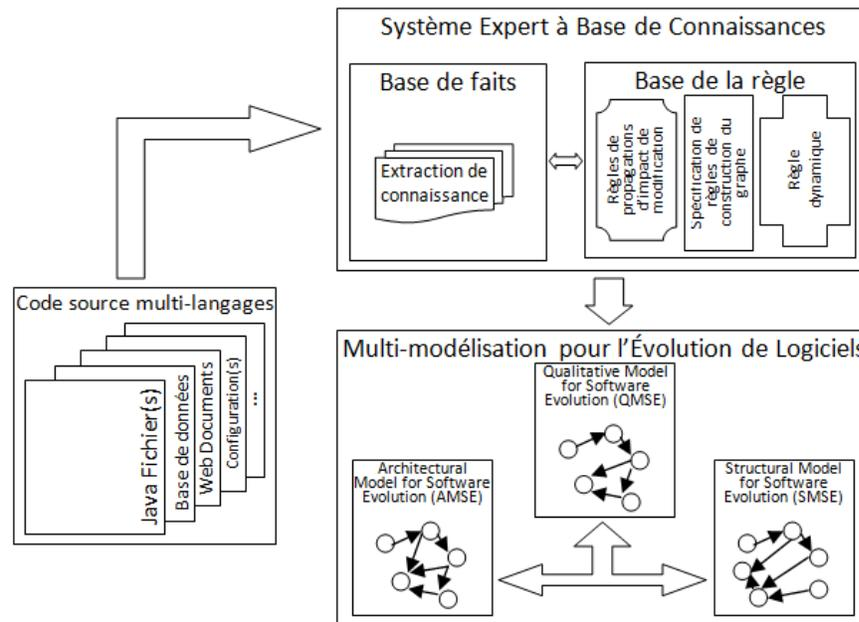 Système Expert à Base de Connaissances
Base de faits
Extraction de
connaissance
Base de la règle
Règles de
propagations
d'impact de
modification
Spécification de
règles de
construction du
graphe
Règle
dynamique
Code source multi-langages
Java Fichier(s)
Base de données
Web Documents
Configuration(s)
...
Multi-modélisation pour l'Évolution de Logiciels
Qualitative Model
for Software
Evolution (QMSE)
Architectural
Model for Software
Evolution (AMSE)
Structural Model
for Software
Evolution (SMSE)